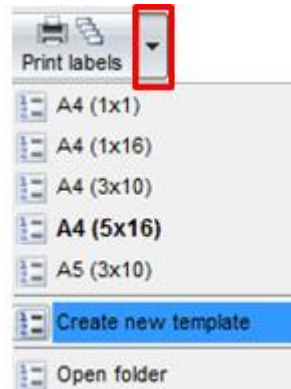 Print labels
A4 (1x1)
A4 (1x16)
A4 (3x10)
A4 (5x16)
A5 (3x10)
Create new template
Open folder